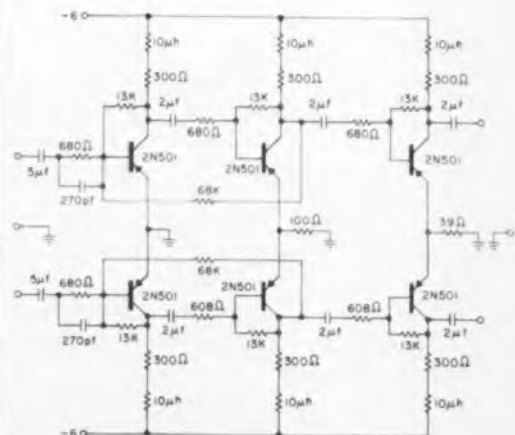 -6
10μh 10μh 10μh
300Ω 300Ω 300Ω
13K 13K 13K
2μf 2μf 2μf
680Ω 680Ω
680Ω 2N501 2N501 2N501
5μf
270pf 68K
100Ω 39Ω
68K
5μf 680Ω 2N501 2N501 2N501
608Ω 608Ω
270pf 13K 2μf 13K 2μf 13K 2μf
300Ω 300Ω 300Ω
10μh 10μh 10μh
-6